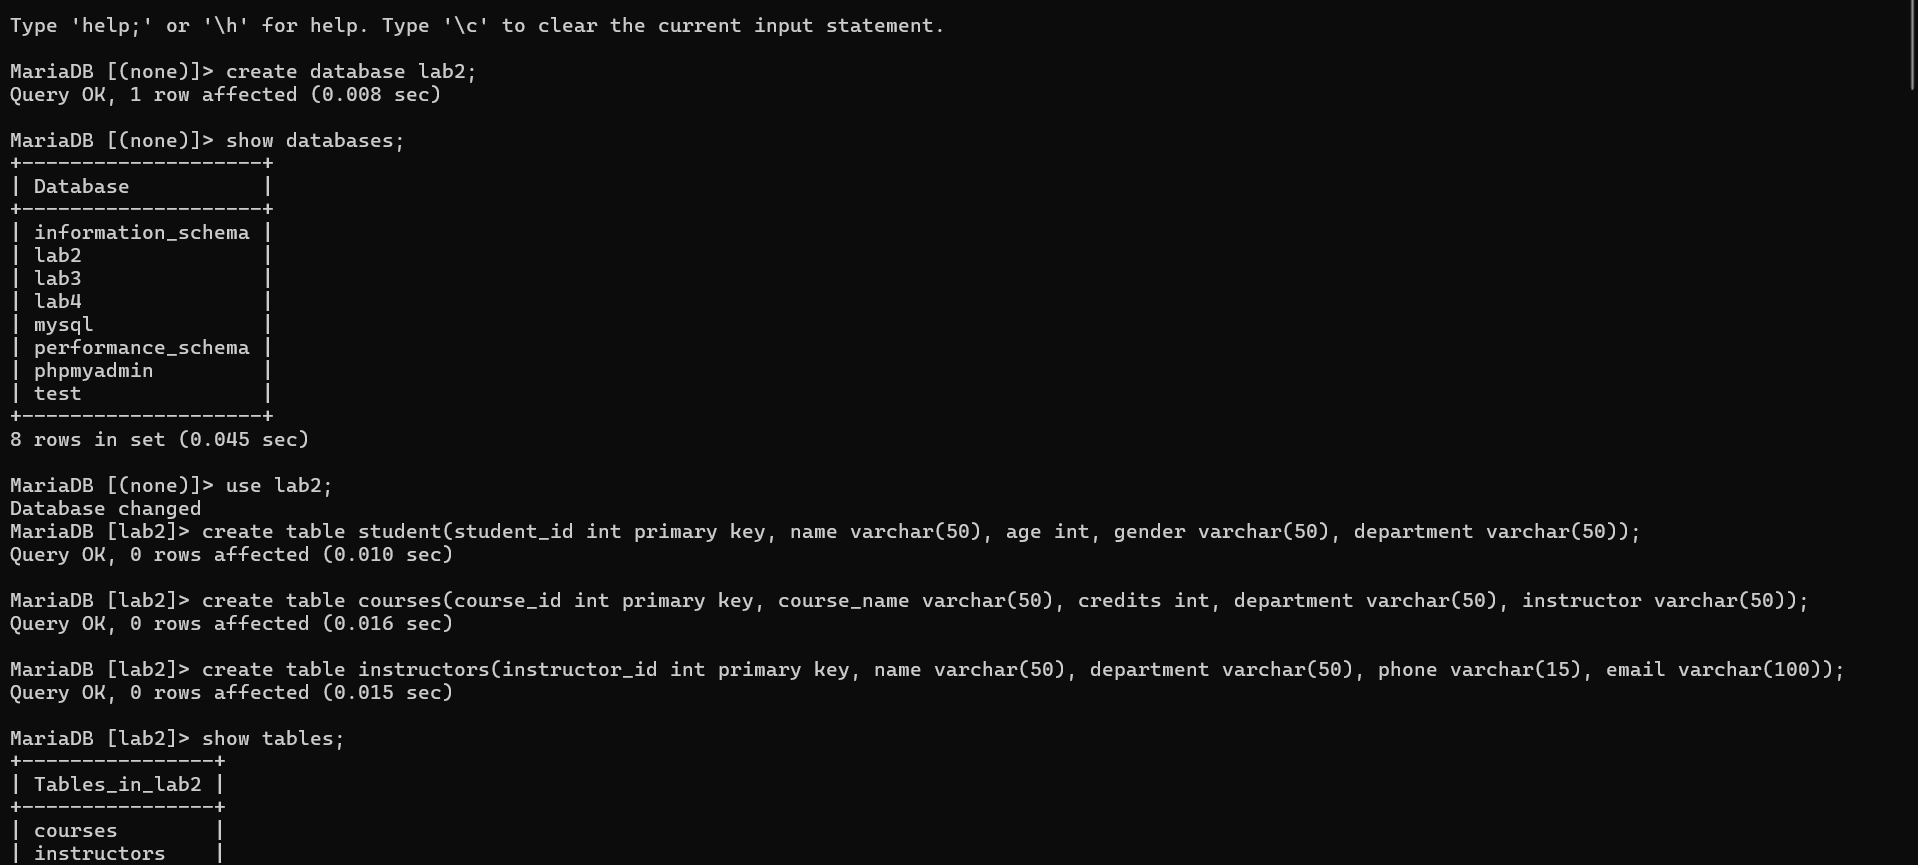 Type 'help;' or '\h' for help. Type '\c' to clear the current input statement.
MariaDB [(none)]> create database lab2;
Query OK, 1 row affected (0.008 sec)
MariaDB [(none)]> show databases;
+--------------------+
| Database           |
+--------------------+
| information_schema |
| lab2               |
| lab3               |
| lab4               |
| mysql              |
| performance_schema |
| phpmyadmin         |
| test               |
+--------------------+
8 rows in set (0.045 sec)
MariaDB [(none)]> use lab2;
Database changed
MariaDB [lab2]> create table student(student_id int primary key, name varchar(50), age int, gender varchar(50), department varchar(50));
Query OK, 0 rows affected (0.010 sec)
MariaDB [lab2]> create table courses(course_id int primary key, course_name varchar(50), credits int, department varchar(50), instructor varchar(50));
Query OK, 0 rows affected (0.016 sec)
MariaDB [lab2]> create table instructors(instructor_id int primary key, name varchar(50), department varchar(50), phone varchar(15), email varchar(100));
Query OK, 0 rows affected (0.015 sec)
MariaDB [lab2]> show tables;
+----------------+
| Tables_in_lab2 |
+----------------+
| courses        |
| instructors    |